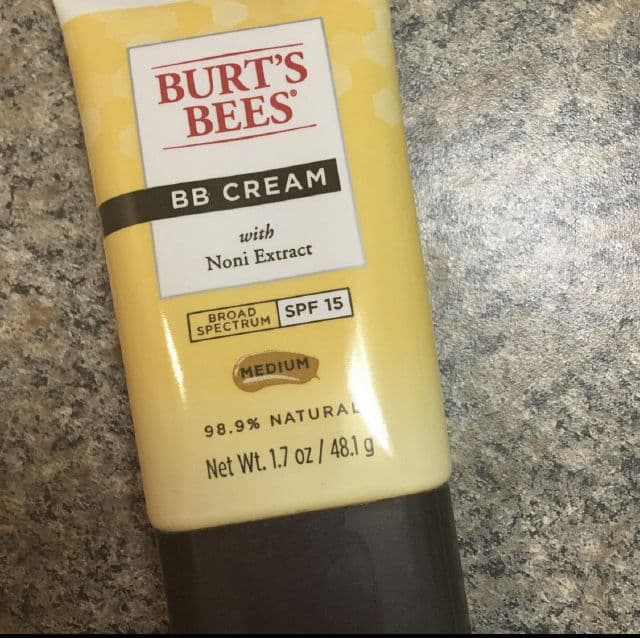 BURT'S
BEES®
BB CREAM
with
Noni Extract
BROAD
SPECTRUM
SPF 15
MEDIUM
98.9% NATURAL
Net Wt. 1.7 oz / 48.1 g